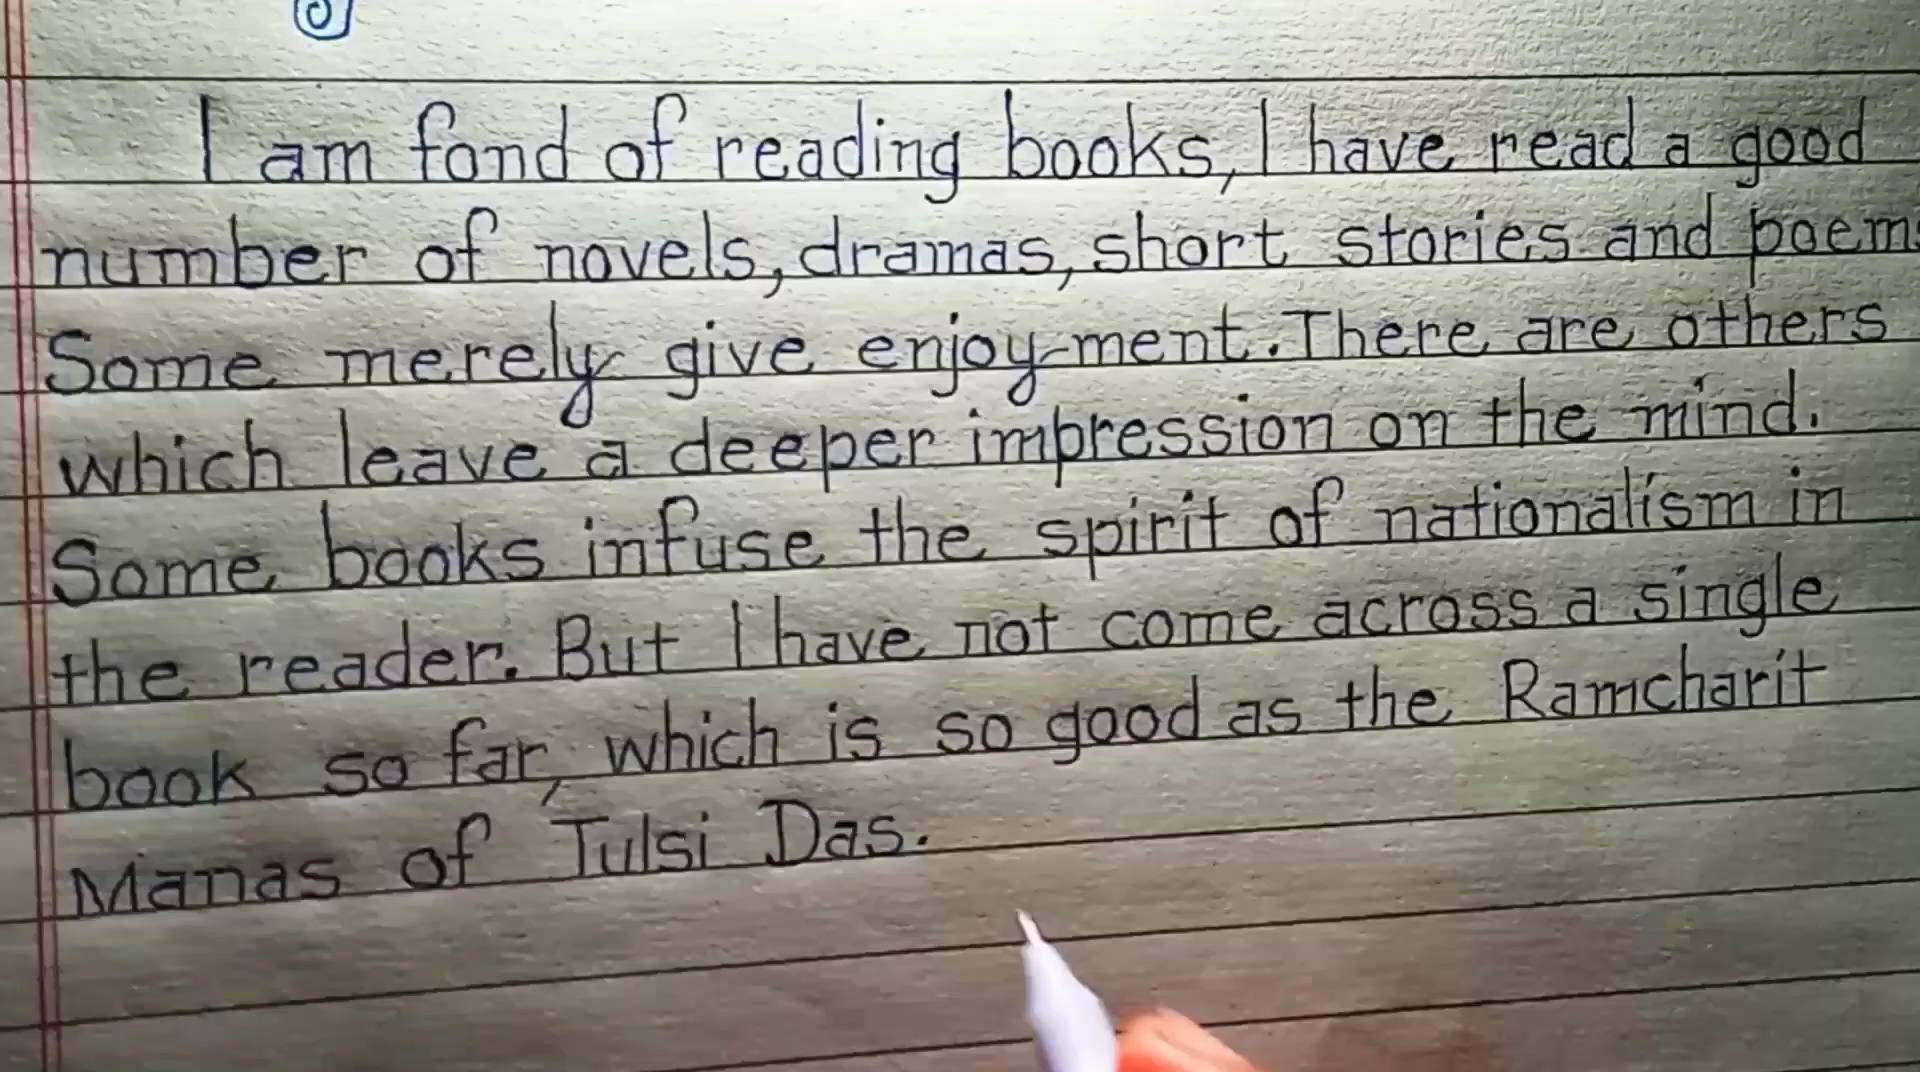 I am fond of reading books, I have read a good
number of novels, dramas, short stories and poems
Some merely give enjoy-ment. There are others
which leave a deeper impression on the mind.
Some books infuse the spirit of nationalism in
the reader. But I have not come across a single
book so far, which is so good as the Ramcharit
Manas of Tulsi Das.